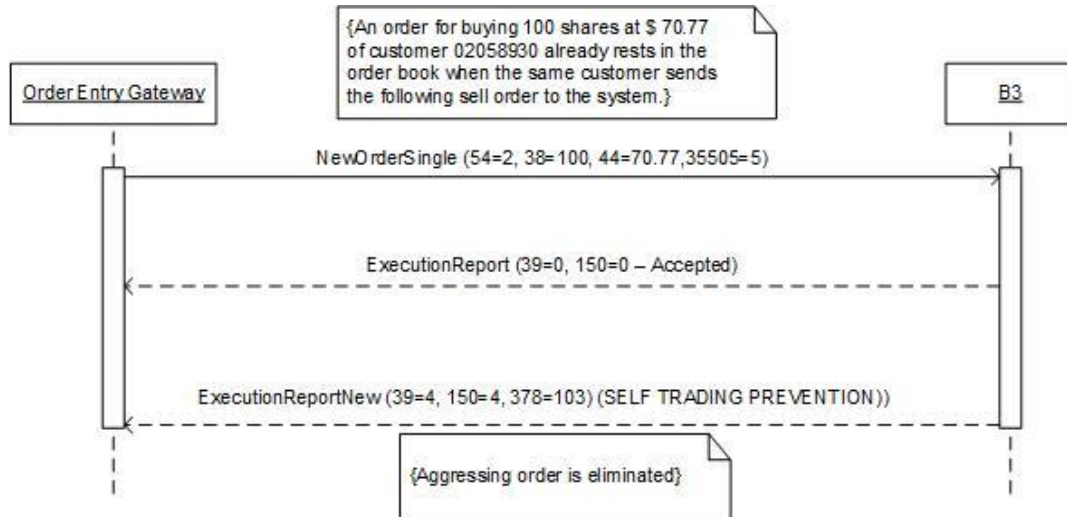 {An order for buying 100 shares at $ 70.77
of customer 02058930 already rests in the
order book when the same customer sends
the following sell order to the system.}
Order Entry Gateway
B3
NewOrderSingle (54=2, 38=100, 44=70.77,35505=5)
ExecutionReport (39=0, 150=0 – Accepted)
ExecutionReportNew (39=4, 150=4, 378=103) (SELF TRADING PREVENTION))
{Aggressing order is eliminated}